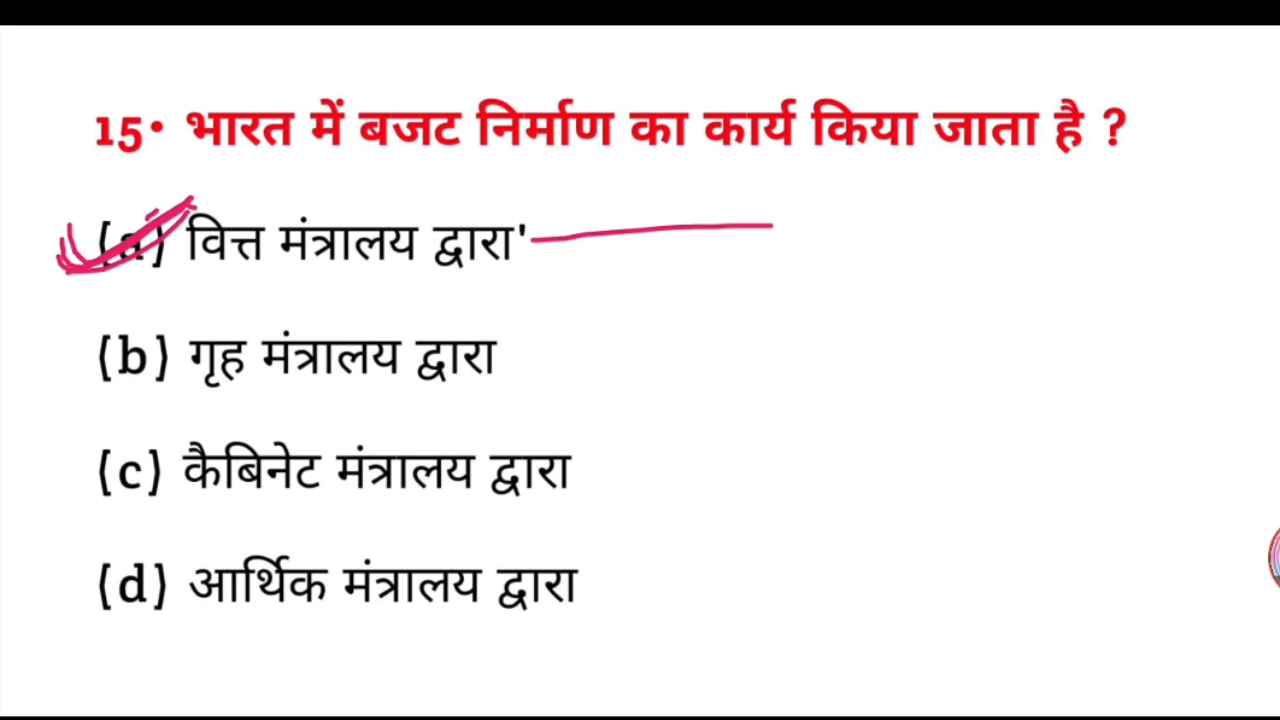 15• भारत में बजट निर्माण का कार्य किया जाता है ?
(a) वित्त मंत्रालय द्वारा'
(b) गृह मंत्रालय द्वारा
(c) कैबिनेट मंत्रालय द्वारा
(d) आर्थिक मंत्रालय द्वारा